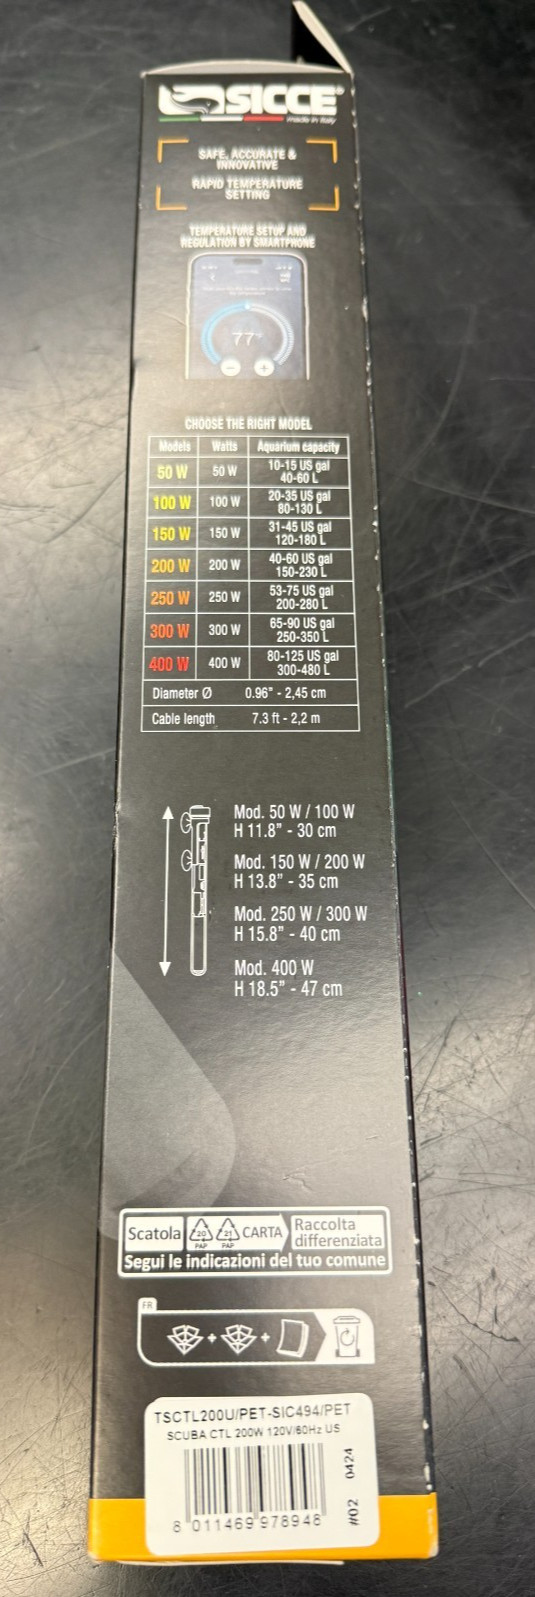 SICCE®
made in Italy
SAFE, ACCURATE &
INNOVATIVE
RAPID TEMPERATURE
SETTING
TEMPERATURE SETUP AND
REGULATION BY SMARTPHONE
77°
- +
CHOOSE THE RIGHT MODEL
Models Watts Aquarium capacity
50 W 50 W 10-15 US gal
40-60 L
100 W 100 W 20-35 US gal
80-130 L
150 W 150 W 31-45 US gal
120-180 L
200 W 200 W 40-60 US gal
150-230 L
250 W 250 W 53-75 US gal
200-280 L
300 W 300 W 65-90 US gal
250-350 L
400 W 400 W 80-125 US gal
300-480 L
Diameter Ø 0.96" - 2,45 cm
Cable length 7.3 ft - 2,2 m
Mod. 50 W / 100 W
H 11.8" - 30 cm
Mod. 150 W / 200 W
H 13.8" - 35 cm
Mod. 250 W / 300 W
H 15.8" - 40 cm
Mod. 400 W
H 18.5" - 47 cm
Scatola 20 PAP 21 PAP CARTA Raccolta
differenziata
Segui le indicazioni del tuo comune
FR
+ +
TSCTL200U/PET-SIC494/PET
SCUBA CTL 200W 120V/60Hz US
8 011469 978948
#02 0424